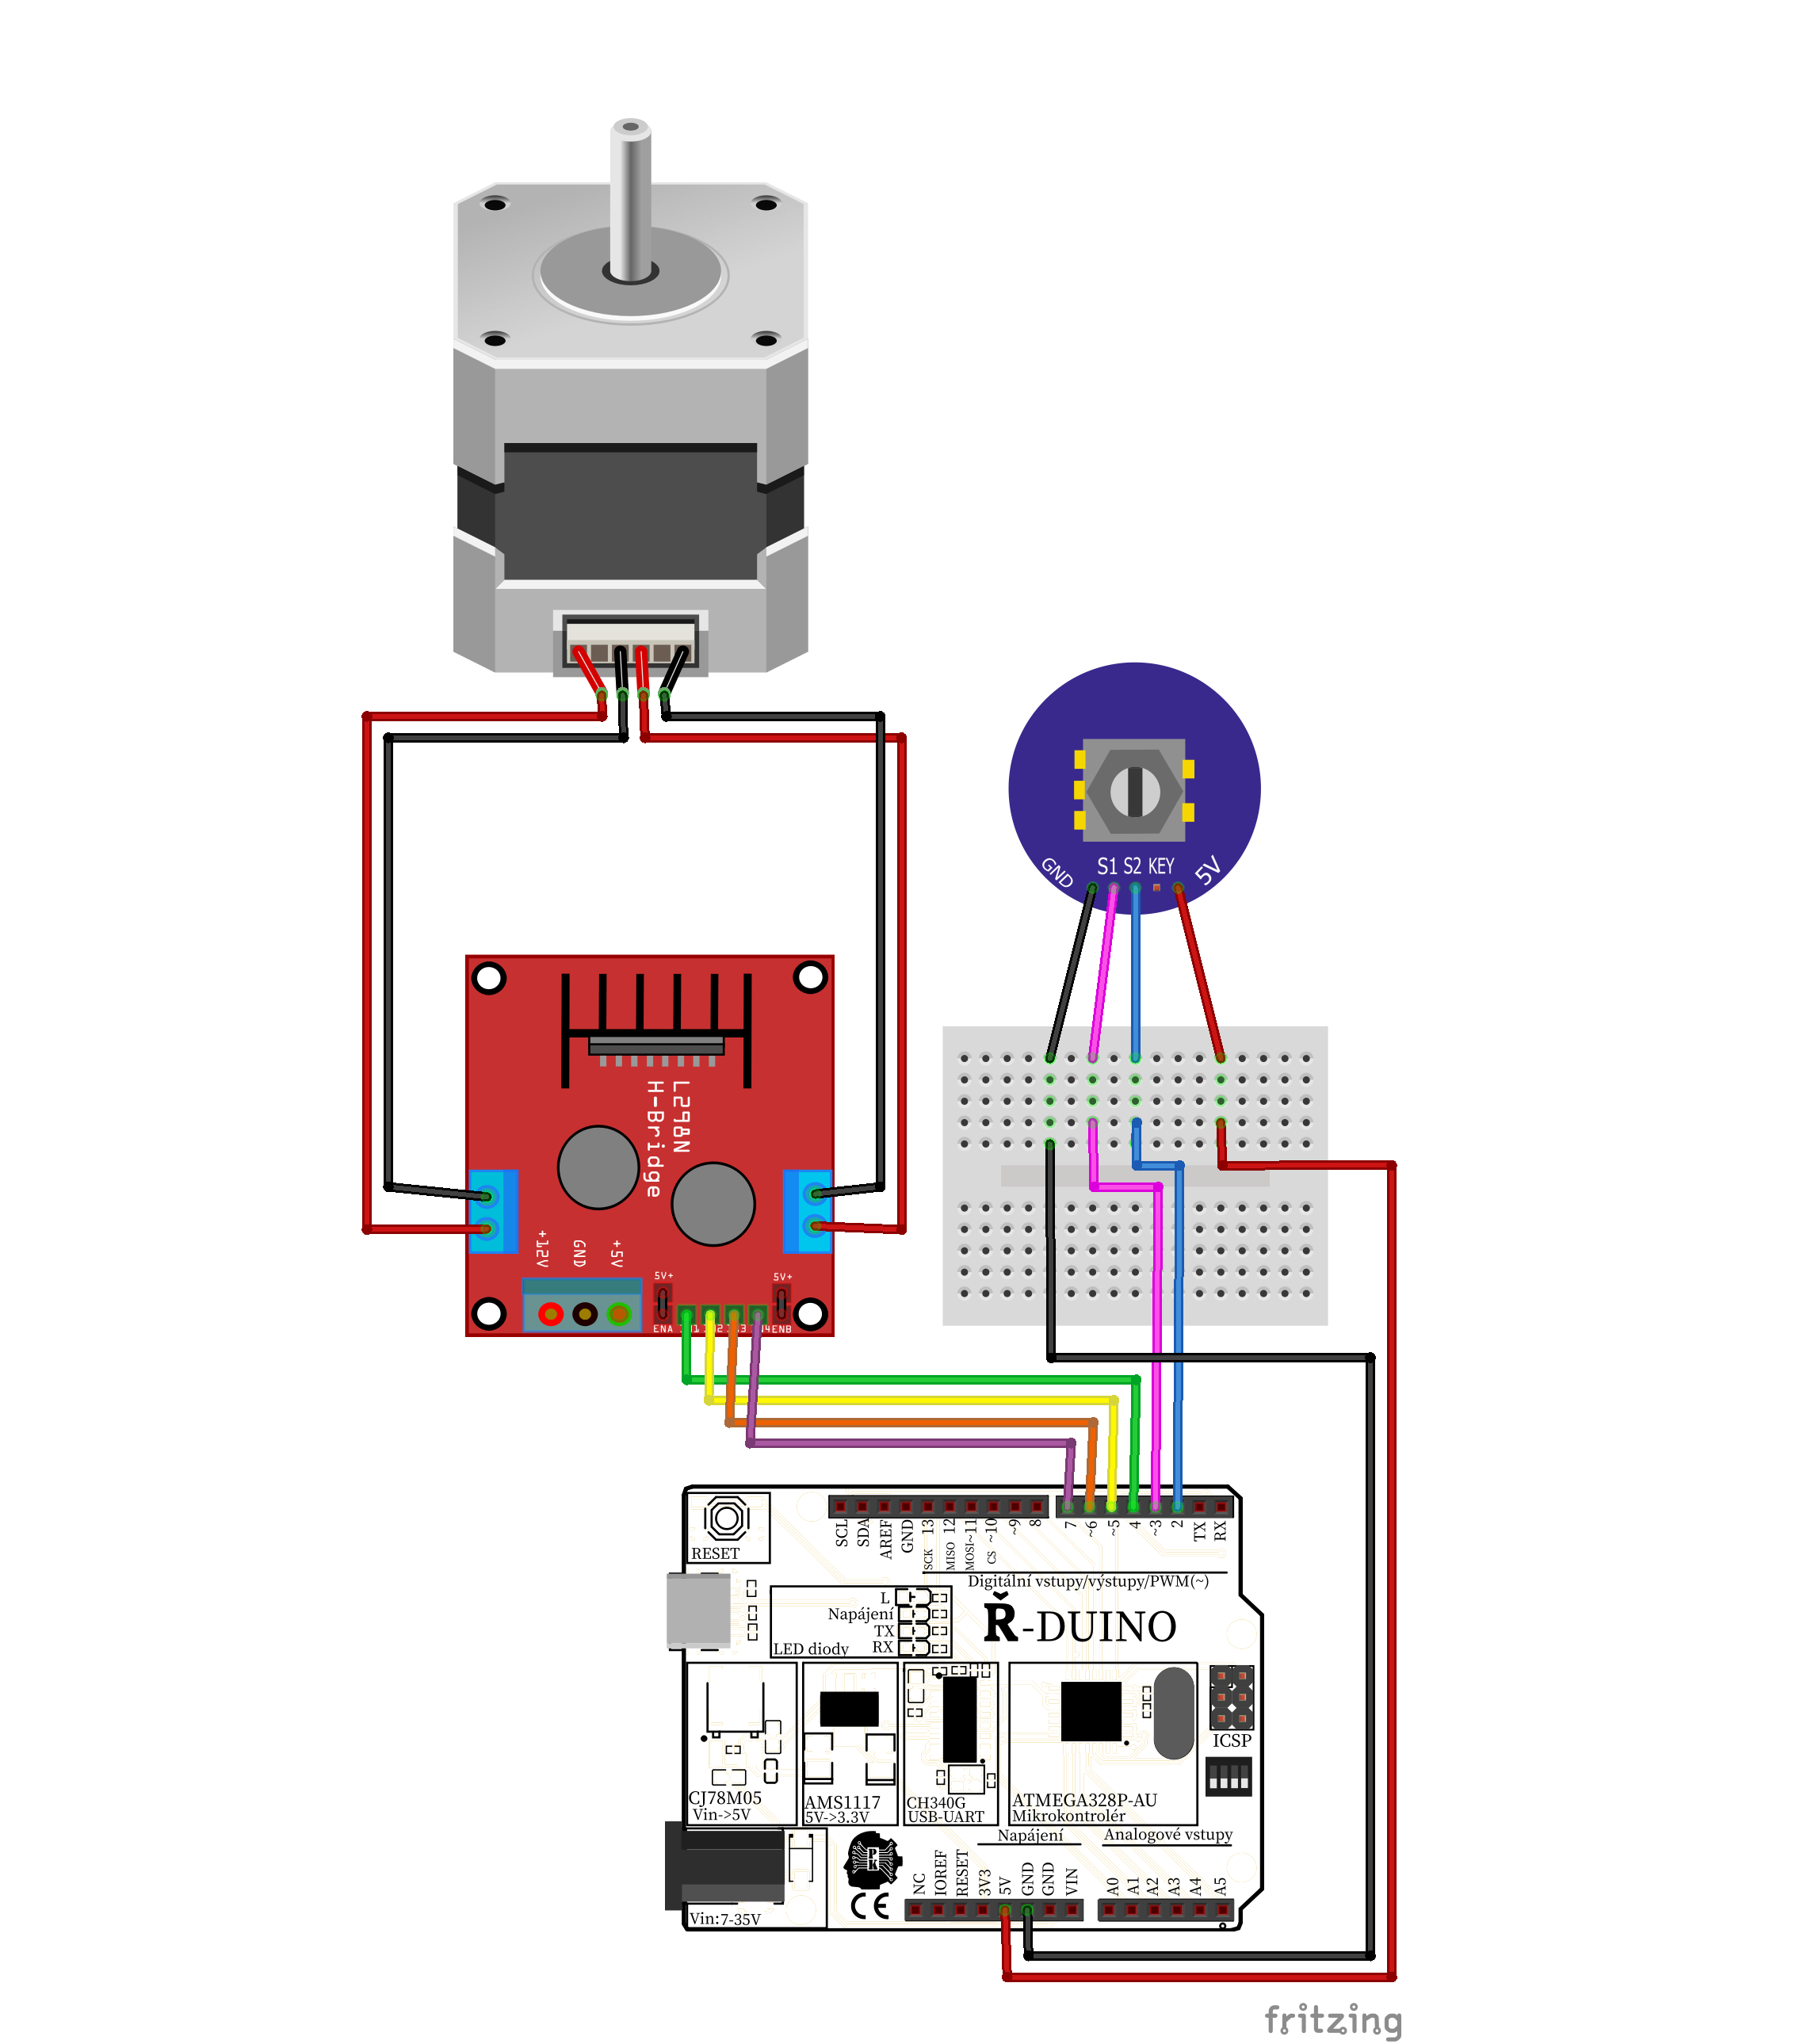 GND
S1
S2
KEY
5V
L298N
H-Bridge
+12V
GND
+5V
5V+
5V+
ENA
ENB
RESET
SCL
SDA
AREF
GND
SCK 13
MISO 12
MOSI~11
CS ~10
~9
8
7
~6
~5
4
~3
2
TX
RX
Digitální vstupy/výstupy/PWM(~)
L
Napájení
TX
RX
LED diody
Ř-DUINO
ICSP
CJ78M05
Vin->5V
AMS1117
5V->3.3V
CH340G
USB-UART
ATMEGA328P-AU
Mikrokontrolér
Napájení
Analogové vstupy
PK
CE
NC
IOREF
RESET
3V3
5V
GND
GND
VIN
A0
A1
A2
A3
A4
A5
Vin:7-35V
fritzing